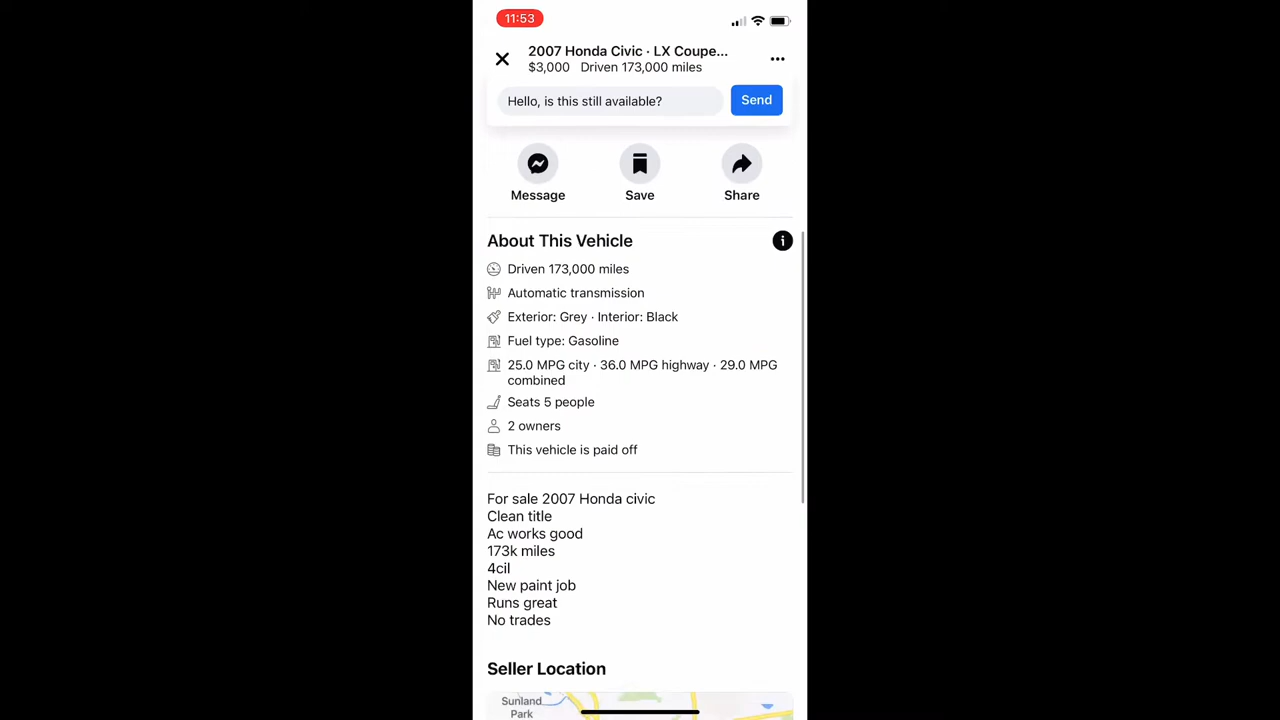 11:53
2007 Honda Civic · LX Coupe...
$3,000 Driven 173,000 miles
Hello, is this still available?
Send
Message
Save
Share
About This Vehicle
Driven 173,000 miles
Automatic transmission
Exterior: Grey · Interior: Black
Fuel type: Gasoline
25.0 MPG city · 36.0 MPG highway · 29.0 MPG
combined
Seats 5 people
2 owners
This vehicle is paid off
For sale 2007 Honda civic
Clean title
Ac works good
173k miles
4cil
New paint job
Runs great
No trades
Seller Location
Sunland
Park